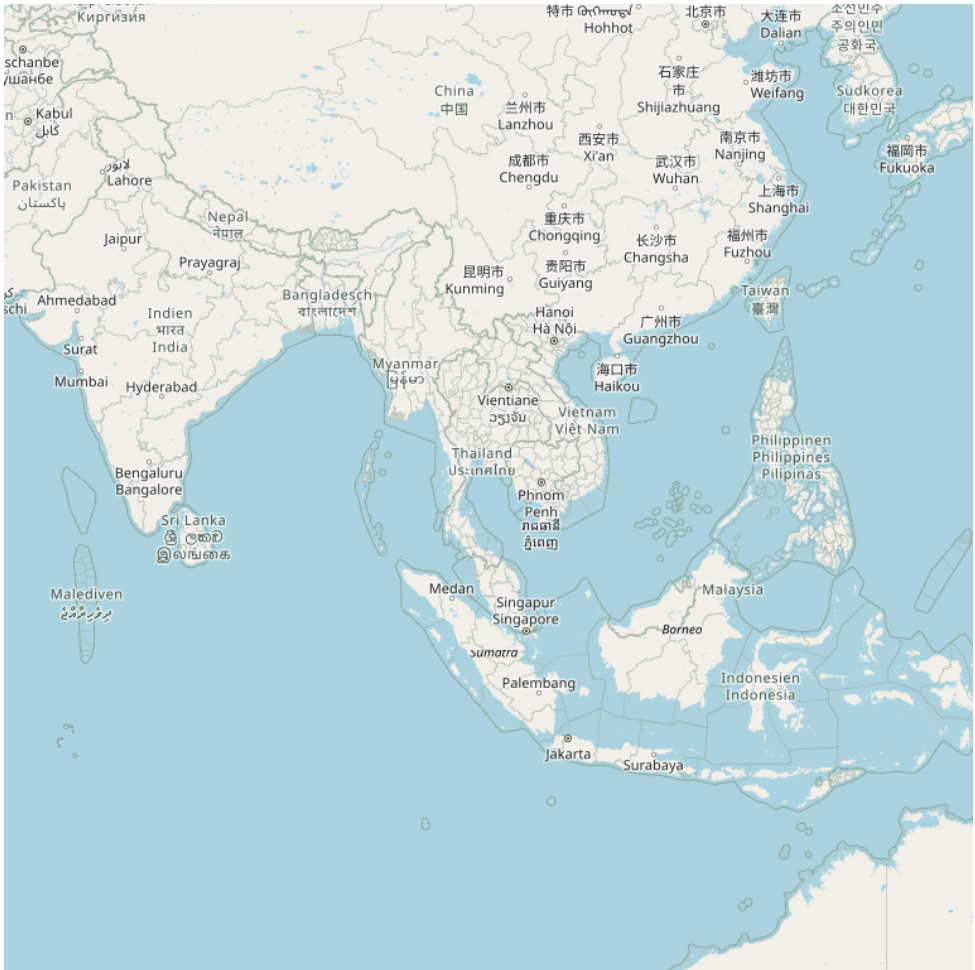 Киргизия
Hohhot
北京市
大连市
Dalian
조선민주
주의인민
공화국
schanbe
ушанбе
Kabul
كابل
China
中国
兰州市
Lanzhou
石家庄
市
Shijiazhuang
潍坊市
Weifang
Südkorea
대한민국
西安市
Xi'an
南京市
Nanjing
福岡市
Fukuoka
لاہور
Lahore
成都市
Chengdu
武汉市
Wuhan
Pakistan
پاکستان
上海市
Shanghai
Nepal
नेपाल
重庆市
Chongqing
长沙市
Changsha
福州市
Fuzhou
Jaipur
Prayagraj
昆明市
Kunming
贵阳市
Guiyang
Ahmedabad
schi
Bangladesch
বাংলাদেশ
Taiwan
臺灣
Indien
भारत
India
Hanoi
Hà Nội
广州市
Guangzhou
Surat
Mumbai
Hyderabad
Myanmar
မြန်မာ
海口市
Haikou
Vientiane
ວຽງຈັນ
Vietnam
Việt Nam
Thailand
ประเทศไทย
Philippinen
Philippines
Pilipinas
Bengaluru
Bangalore
Phnom
Penh
រាជធានី
ភ្នំពេញ
Sri Lanka
ශ්‍රී ලංකාව
இலங்கை
Malediven
ދިވެހިރާއްޖެ
Medan
Singapur
Singapore
Malaysia
Borneo
Sumatra
Palembang
Indonesien
Indonesia
Jakarta
Surabaya